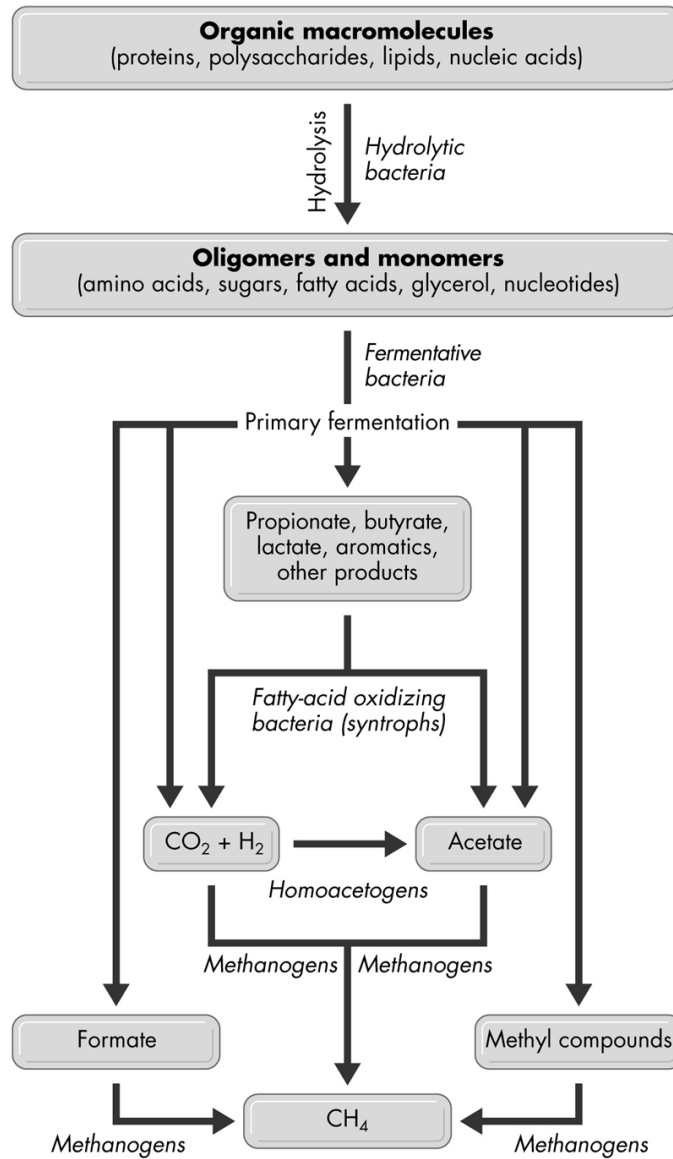 Organic macromolecules
(proteins, polysaccharides, lipids, nucleic acids)
Hydrolysis
Hydrolytic
bacteria
Oligomers and monomers
(amino acids, sugars, fatty acids, glycerol, nucleotides)
Fermentative
bacteria
Primary fermentation
Propionate, butyrate,
lactate, aromatics,
other products
Fatty-acid oxidizing
bacteria (syntrophs)
CO₂ + H₂
Acetate
Homoacetogens
Methanogens
Methanogens
Formate
Methyl compounds
CH₄
Methanogens
Methanogens